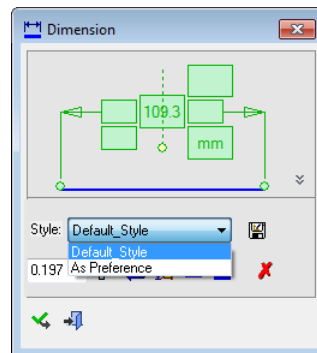 Dimension
109.3
mm
Style: Default_Style
Default_Style
0.197 As Preference